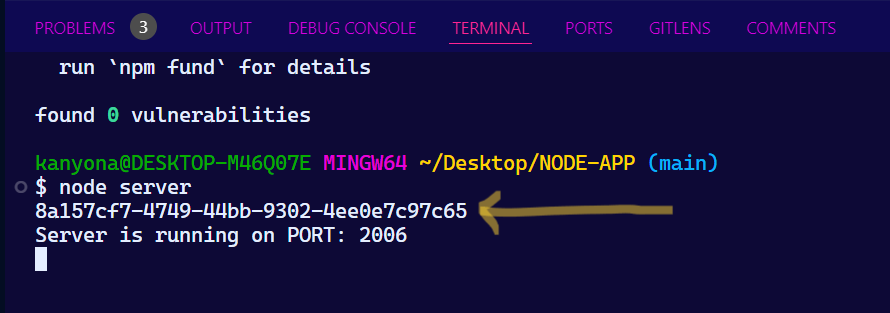 PROBLEMS 3 OUTPUT DEBUG CONSOLE TERMINAL PORTS GITLENS COMMENTS
run `npm fund` for details
found 0 vulnerabilities
kanyona@DESKTOP-M46Q07E MINGW64 ~/Desktop/NODE-APP (main)
$ node server
8a157cf7-4749-44bb-9302-4ee0e7c97c65
Server is running on PORT: 2006